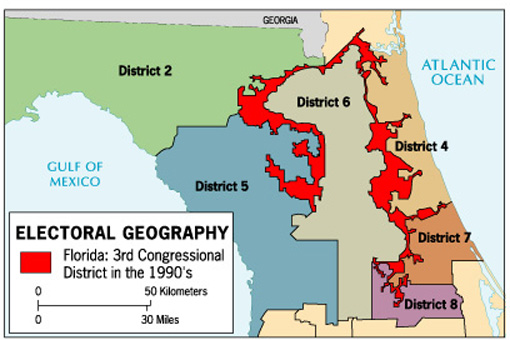 GEORGIA
ATLANTIC
OCEAN
District 2
District 6
District 4
GULF OF
MEXICO
District 5
District 7
District 8
ELECTORAL GEOGRAPHY
Florida: 3rd Congressional
District in the 1990's
0 50 Kilometers
0 30 Miles